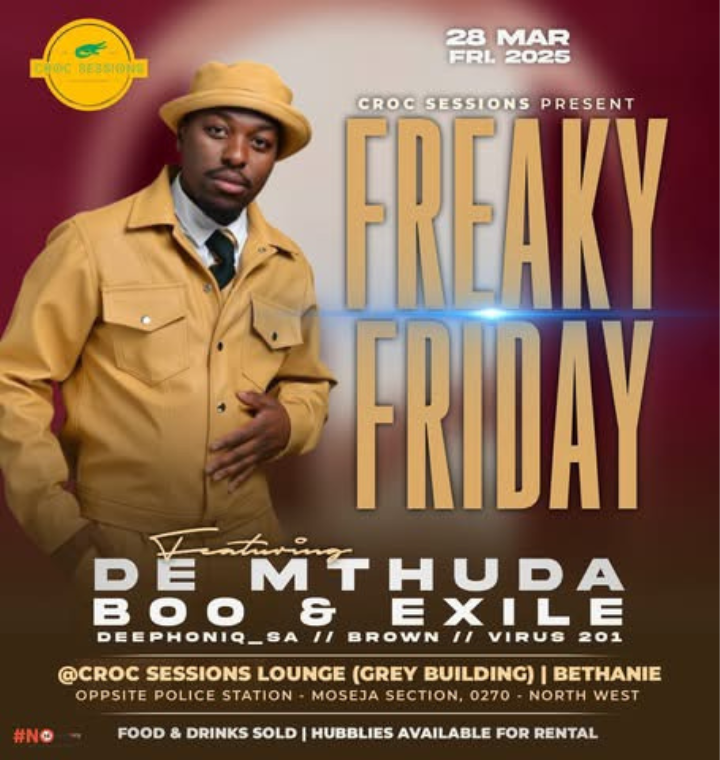 CROC SESSIONS
28 MAR
FRI. 2025
CROC SESSIONS PRESENT
FREAKY
FRIDAY
Featuring
DE MTHUDA
BOO & EXILE
DEEPHONIQ_SA // BROWN // VIRUS 201
@CROC SESSIONS LOUNGE (GREY BUILDING) | BETHANIE
OPPSITE POLICE STATION - MOSEJA SECTION, 0270 - NORTH WEST
#NO
FOOD & DRINKS SOLD | HUBBLIES AVAILABLE FOR RENTAL